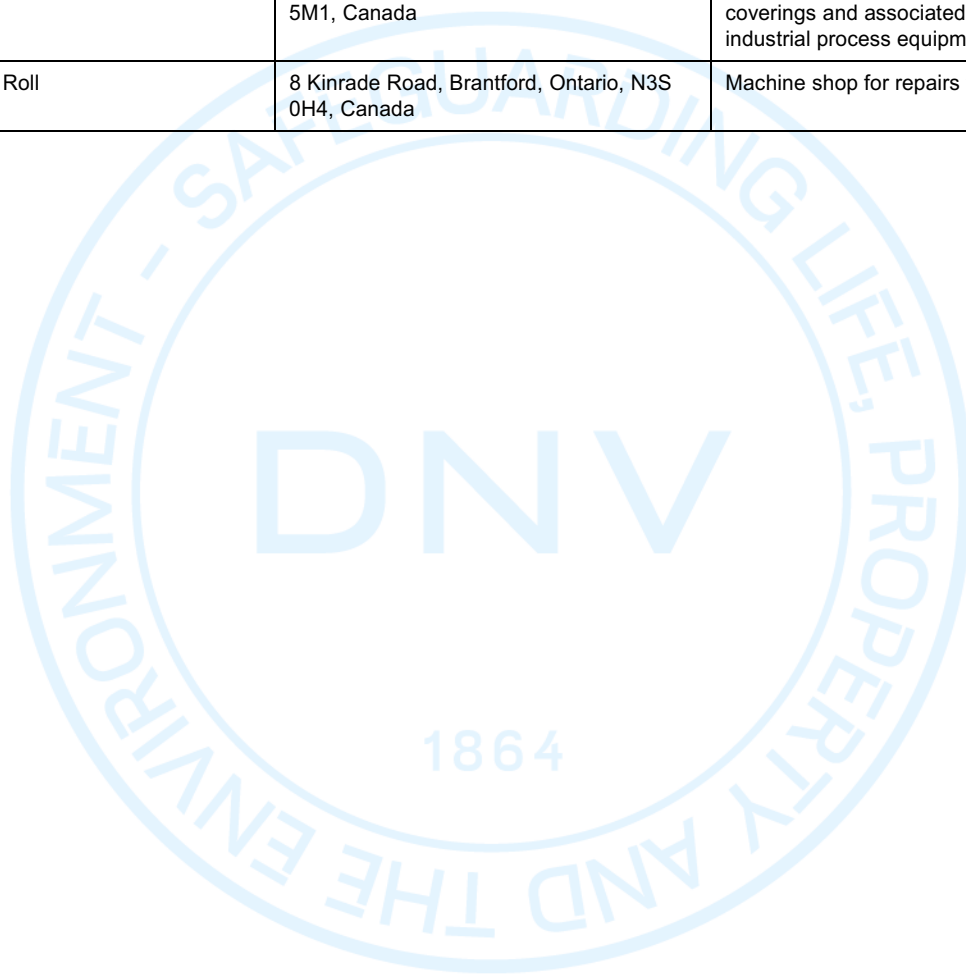 5M1, Canada
coverings and associated
industrial process equipm
Roll
8 Kinrade Road, Brantford, Ontario, N3S
0H4, Canada
Machine shop for repairs
SAFEGUARDING LIFE, PROPERTY AND THE ENVIRONMENT -
DNV
1864